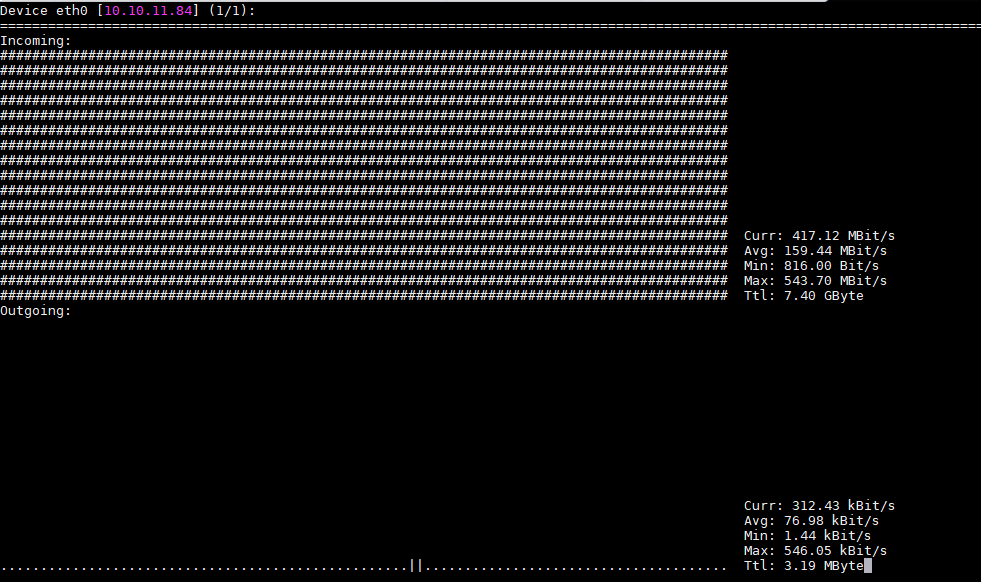 Device eth0 [10.10.11.84] (1/1):
===========================================================================================================================
Incoming:
###########################################################################################
###########################################################################################
###########################################################################################
###########################################################################################
###########################################################################################
###########################################################################################
###########################################################################################
###########################################################################################
###########################################################################################
###########################################################################################
###########################################################################################
###########################################################################################
########################################################################################### Curr: 417.12 MBit/s
########################################################################################### Avg: 159.44 MBit/s
########################################################################################### Min: 816.00 Bit/s
########################################################################################### Max: 543.70 MBit/s
########################################################################################### Ttl: 7.40 GByte
Outgoing:
Curr: 312.43 kBit/s
Avg: 76.98 kBit/s
Min: 1.44 kBit/s
Max: 546.05 kBit/s
...................................................||...................................... Ttl: 3.19 MByte